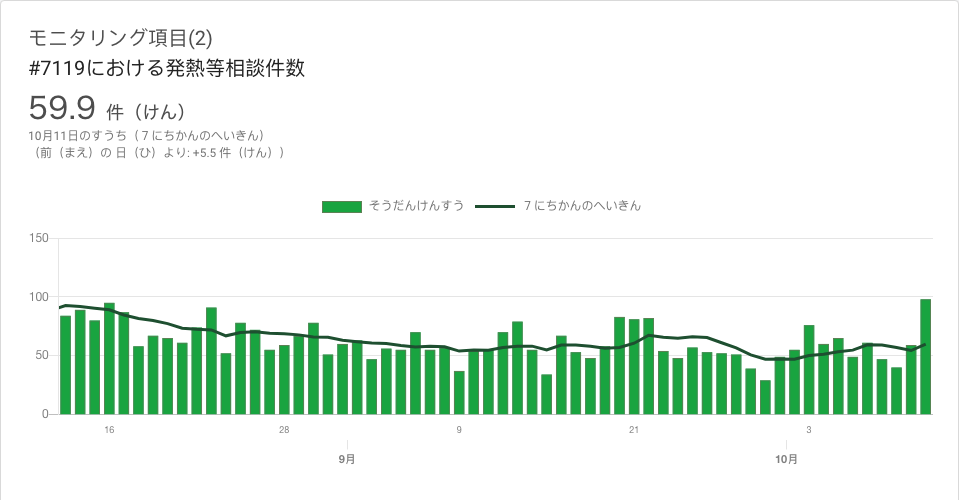 モニタリング項目(2)
#7119における発熱等相談件数
59.9 件（けん）
10月11日のすうち（７にちかんのへいきん）
（前（まえ）の 日（ひ）より: +5.5 件（けん））
そうだんけんすう ７にちかんのへいきん
150
100
50
0
16 28 9 21 3
9月 10月